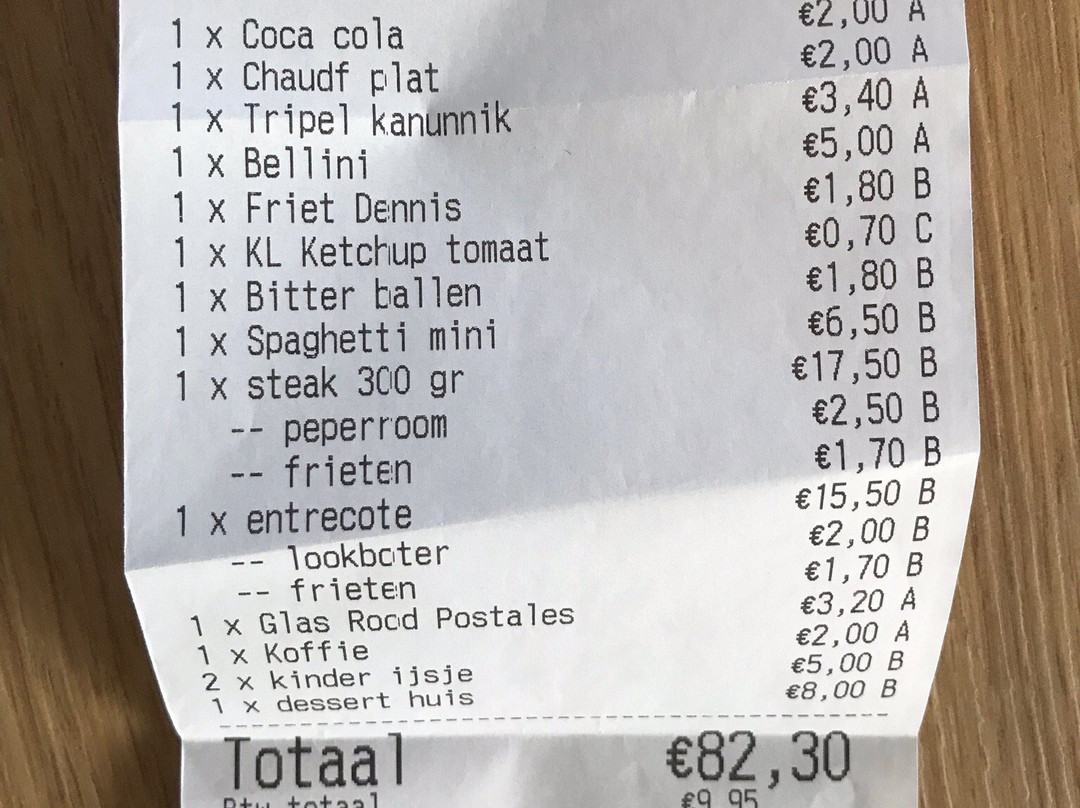 1 x Coca cola €2,00 A
1 x Chaudf plat €2,00 A
1 x Tripel kanunnik €3,40 A
1 x Bellini €5,00 A
1 x Friet Dennis €1,80 B
1 x KL Ketchup tomaat €0,70 C
1 x Bitter ballen €1,80 B
1 x Spaghetti mini €6,50 B
1 x steak 300 gr €17,50 B
-- peperroom €2,50 B
-- frieten €1,70 B
1 x entrecote €15,50 B
-- lookboter €2,00 B
-- frieten €1,70 B
1 x Glas Rood Postales €3,20 A
1 x Koffie €2,00 A
2 x kinder ijsje €5,00 B
1 x dessert huis €8,00 B
Totaal €82,30
Btw totaal €9,95